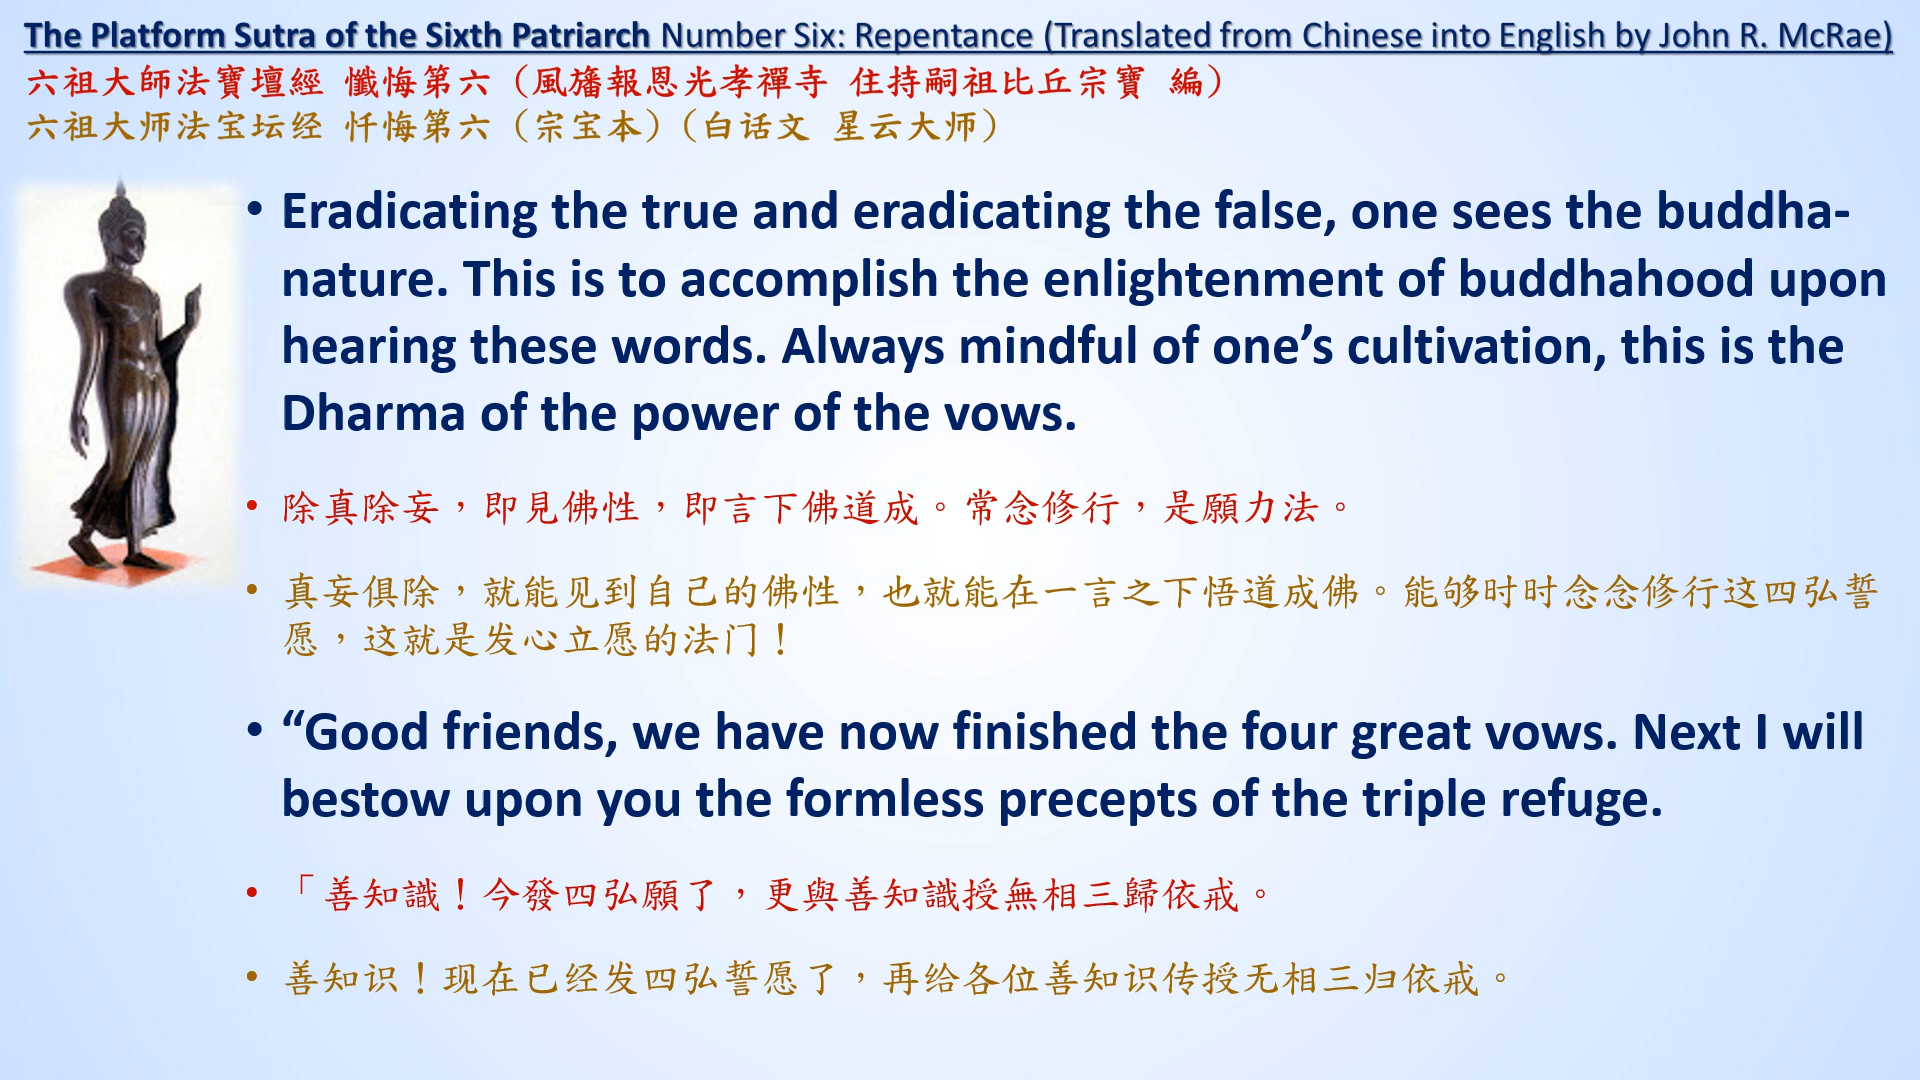 The Platform Sutra of the Sixth Patriarch Number Six: Repentance (Translated from Chinese into English by John R. McRae)
六祖大師法寶壇經 懺悔第六（風旛報恩光孝禪寺 住持嗣祖比丘宗寶 編）
六祖大师法宝坛经 忏悔第六（宗宝本）（白话文 星云大师）
• Eradicating the true and eradicating the false, one sees the buddha-
nature. This is to accomplish the enlightenment of buddhahood upon
hearing these words. Always mindful of one’s cultivation, this is the
Dharma of the power of the vows.
• 除真除妄，即見佛性，即言下佛道成。常念修行，是願力法。
• 真妄俱除，就能见到自己的佛性，也就能在一言之下悟道成佛。能够时时念念修行这四弘誓
愿，这就是发心立愿的法门！
• “Good friends, we have now finished the four great vows. Next I will
bestow upon you the formless precepts of the triple refuge.
• 「善知識！今發四弘願了，更與善知識授無相三歸依戒。
• 善知识！现在已经发四弘誓愿了，再给各位善知识传授无相三归依戒。